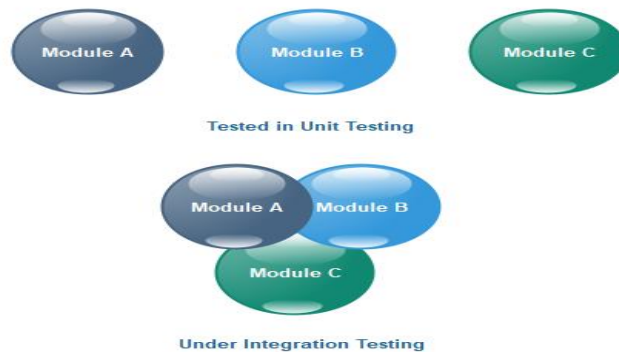 Module A
Module B
Module C
Tested in Unit Testing
Module A
Module B
Module C
Under Integration Testing